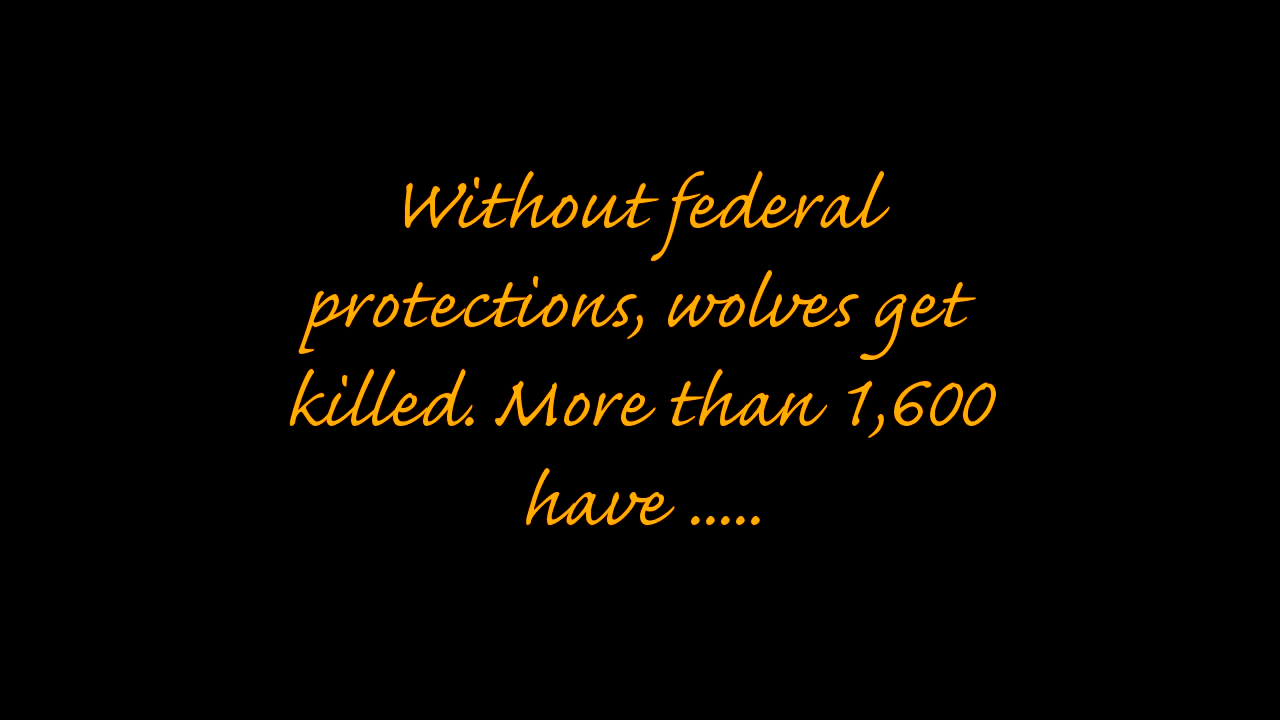 Without federal
protections, wolves get
killed. More than 1,600
have .....